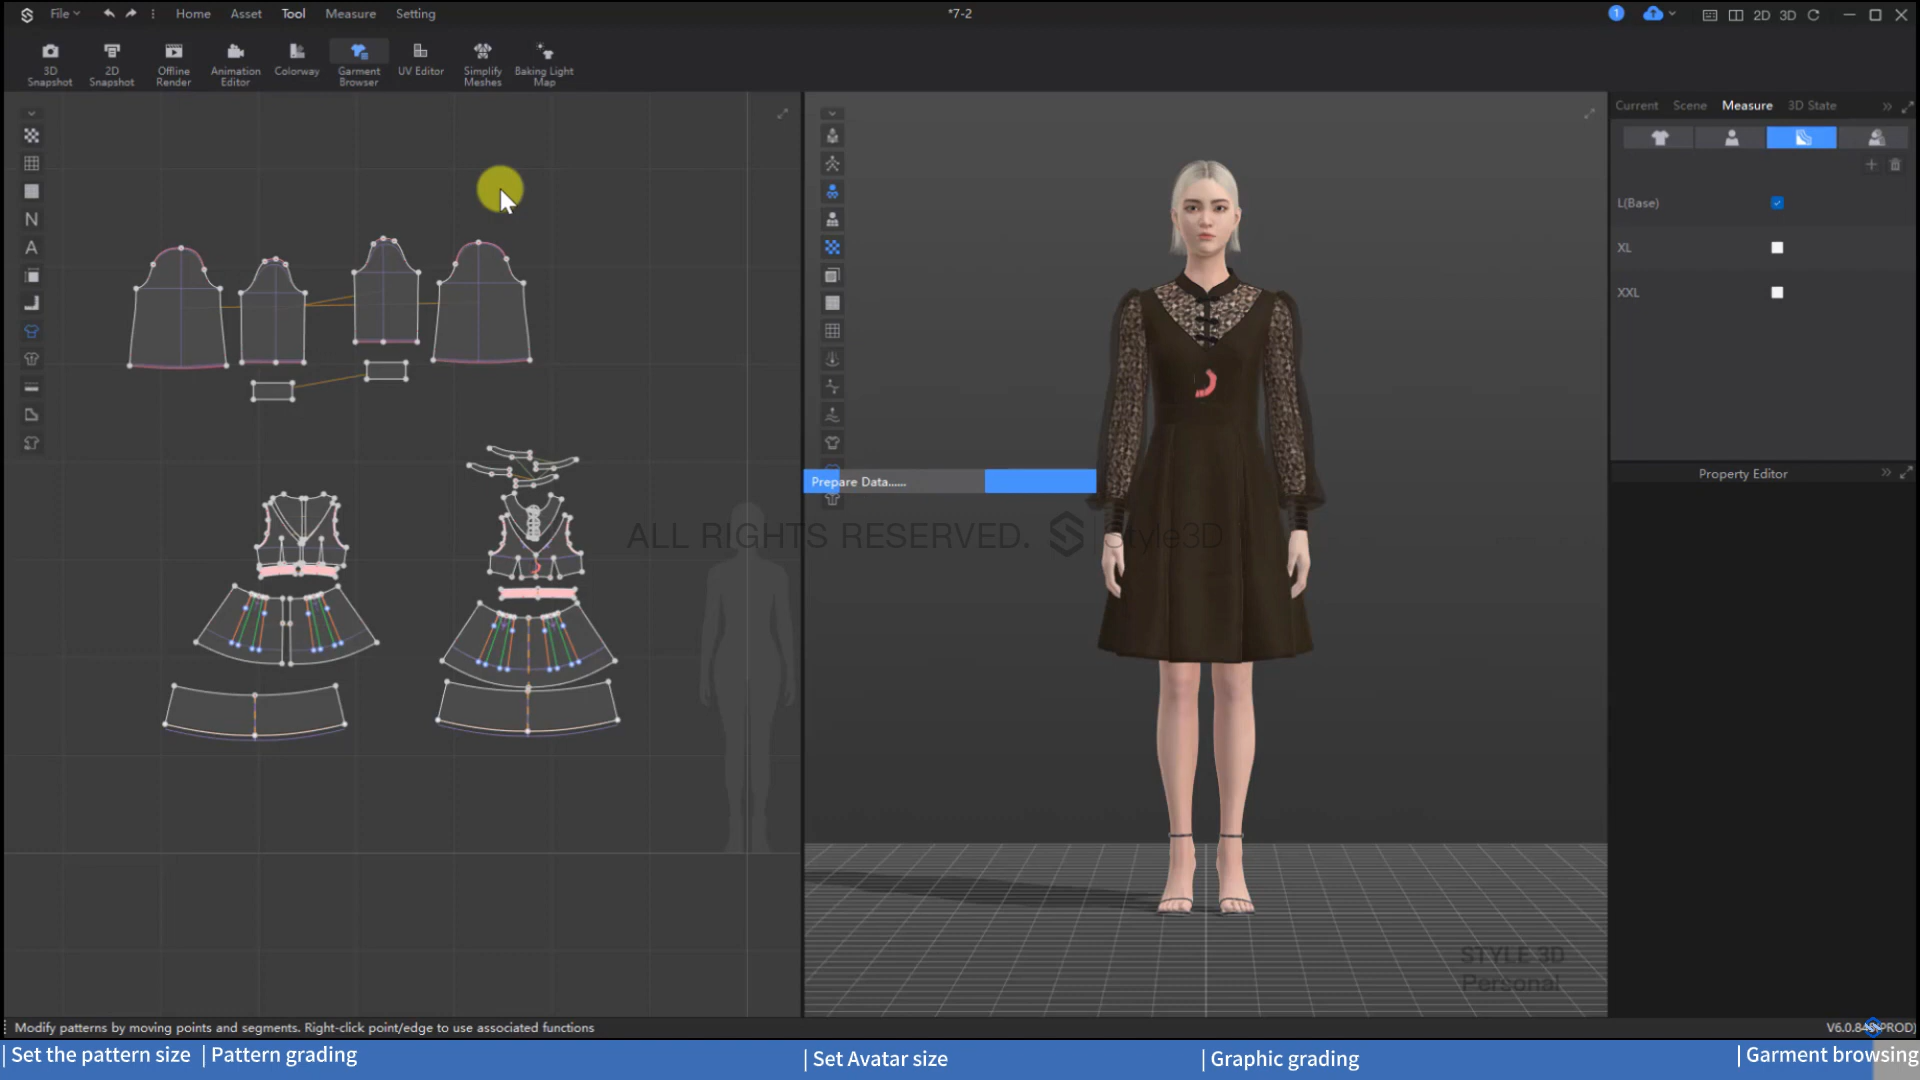 File Home Asset Tool Measure Setting *7-2 1 2D 3D
3D Snapshot
2D Snapshot
Offline Render
Animation Editor
Colorway
Garment Browser
UV Editor
Simplify Meshes
Baking Light Map
Current Scene Measure 3D State
N
A
L(Base)
XL
XXL
Property Editor
Prepare Data......
ALL RIGHTS RESERVED. Style3D
STYLE 3D
Personal
Modify patterns by moving points and segments. Right-click point/edge to use associated functions
|Set the pattern size |Pattern grading |Set Avatar size |Graphic grading |Garment browsing